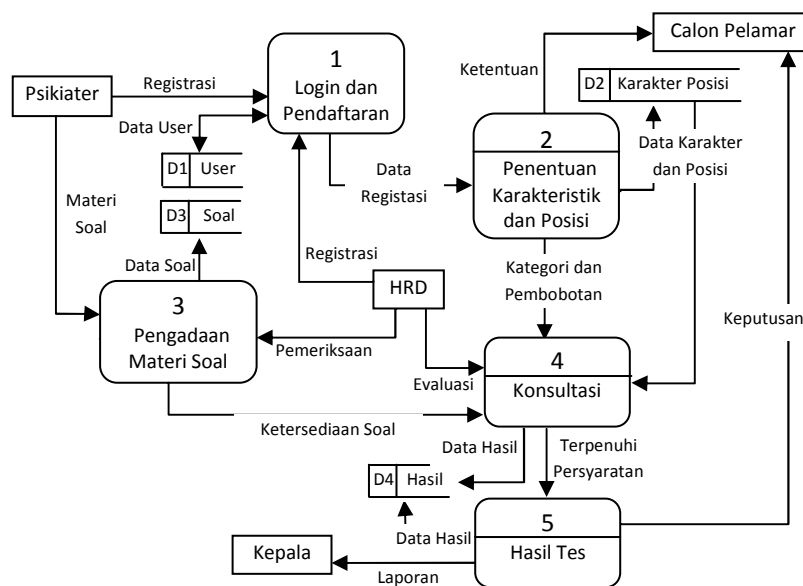 Calon Pelamar
1
Login dan
Pendaftaran
Ketentuan
Psikiater
Registrasi
D2 Karakter Posisi
Data User
2
Penentuan
Karakteristik
dan Posisi
Data Karakter
dan Posisi
D1 User
Data
Registasi
Materi
Soal
D3 Soal
Registrasi
Data Soal
Kategori dan
Pembobotan
HRD
3
Pengadaan
Materi Soal
Keputusan
Pemeriksaan
4
Konsultasi
Evaluasi
Ketersediaan Soal
Data Hasil
Terpenuhi
Persyaratan
D4 Hasil
5
Hasil Tes
Data Hasil
Kepala
Laporan